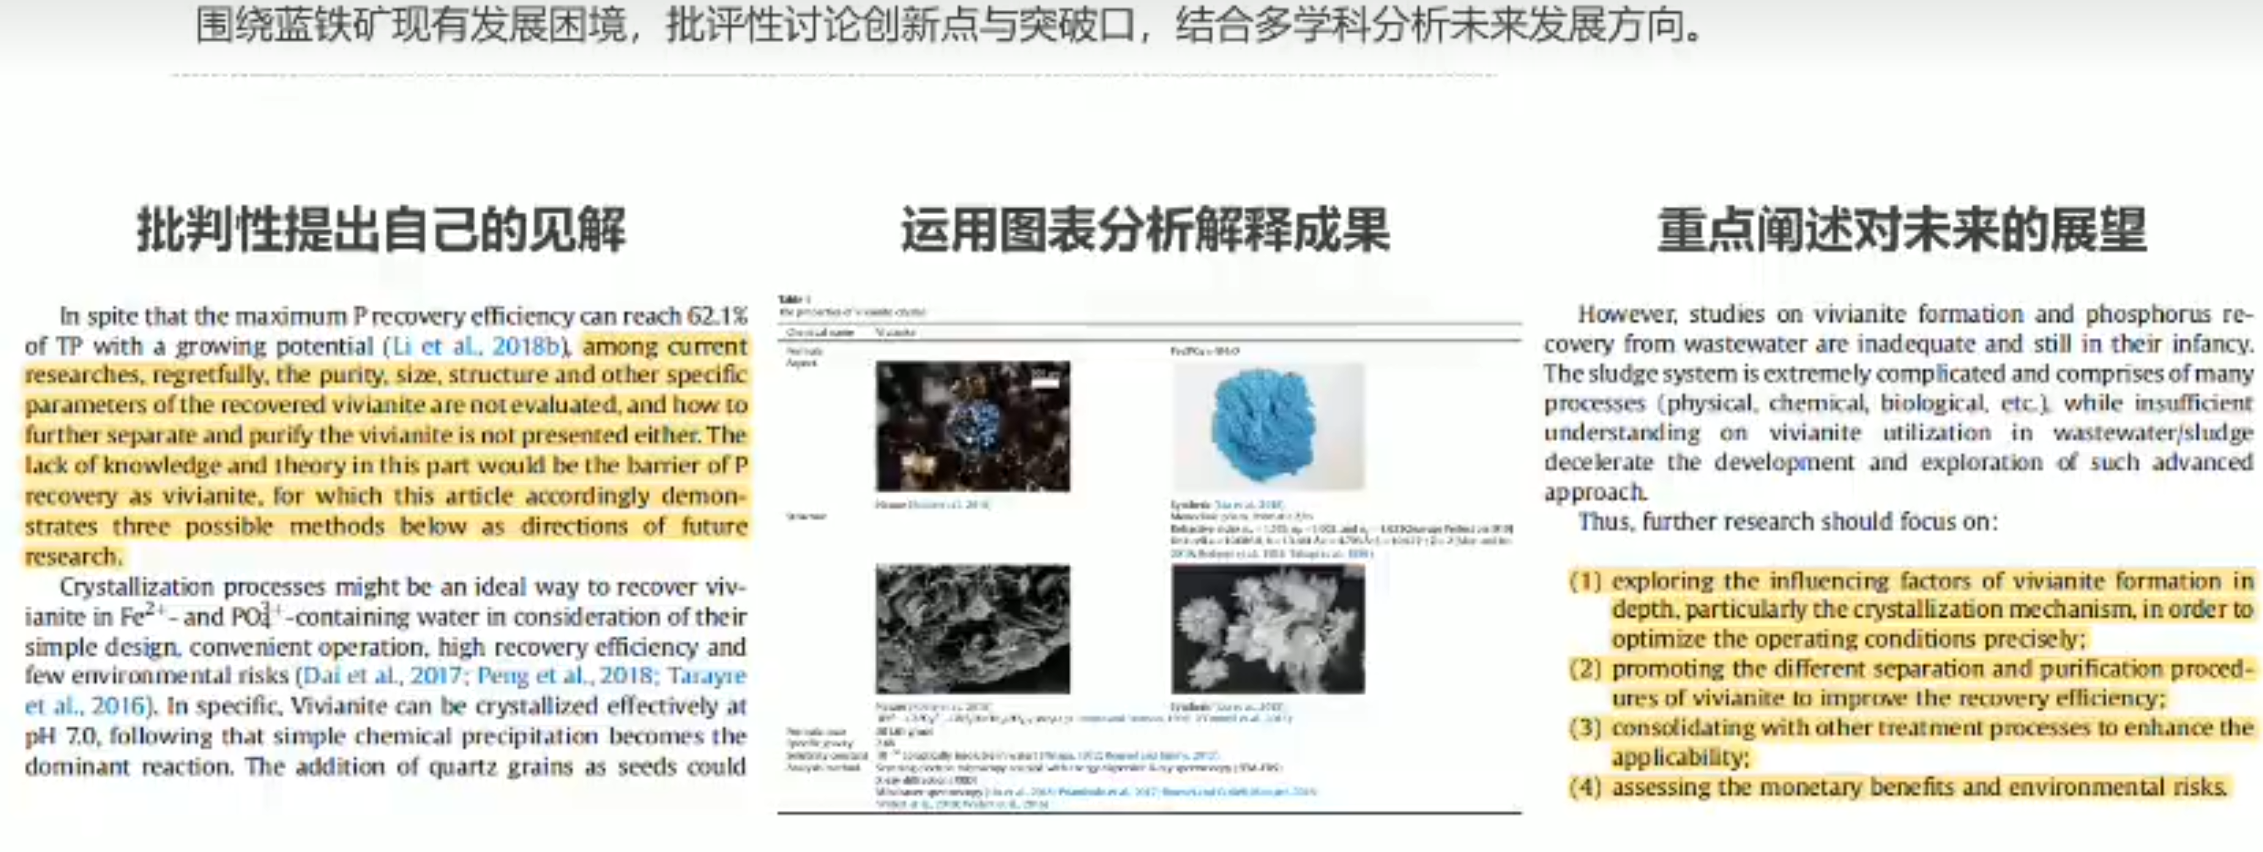 围绕蓝铁矿现有发展困境，批评性讨论创新点与突破口，结合多学科分析未来发展方向。
批判性提出自己的见解
In spite that the maximum P recovery efficiency can reach 62.1%
of TP with a growing potential (Li et al., 2018b), among current
researches, regretfully, the purity, size, structure and other specific
parameters of the recovered vivianite are not evaluated, and how to
further separate and purify the vivianite is not presented either. The
lack of knowledge and theory in this part would be the barrier of P
recovery as vivianite, for which this article accordingly demon-
strates three possible methods below as directions of future
research.
Crystallization processes might be an ideal way to recover viv-
ianite in Fe²⁺- and PO₄³⁺-containing water in consideration of their
simple design, convenient operation, high recovery efficiency and
few environmental risks (Dai et al., 2017; Peng et al., 2018; Tarayre
et al., 2016). In specific, Vivianite can be crystallized effectively at
pH 7.0, following that simple chemical precipitation becomes the
dominant reaction. The addition of quartz grains as seeds could
运用图表分析解释成果
Table 1
The properties of vivianite crystal
Chemical name Vivianite
Formula
Aspect
Structure
重点阐述对未来的展望
However, studies on vivianite formation and phosphorus re-
covery from wastewater are inadequate and still in their infancy.
The sludge system is extremely complicated and comprises of many
processes (physical, chemical, biological, etc.), while insufficient
understanding on vivianite utilization in wastewater/sludge
decelerate the development and exploration of such advanced
approach.
Thus, further research should focus on:
(1) exploring the influencing factors of vivianite formation in
depth, particularly the crystallization mechanism, in order to
optimize the operating conditions precisely;
(2) promoting the different separation and purification proced-
ures of vivianite to improve the recovery efficiency;
(3) consolidating with other treatment processes to enhance the
applicability;
(4) assessing the monetary benefits and environmental risks.